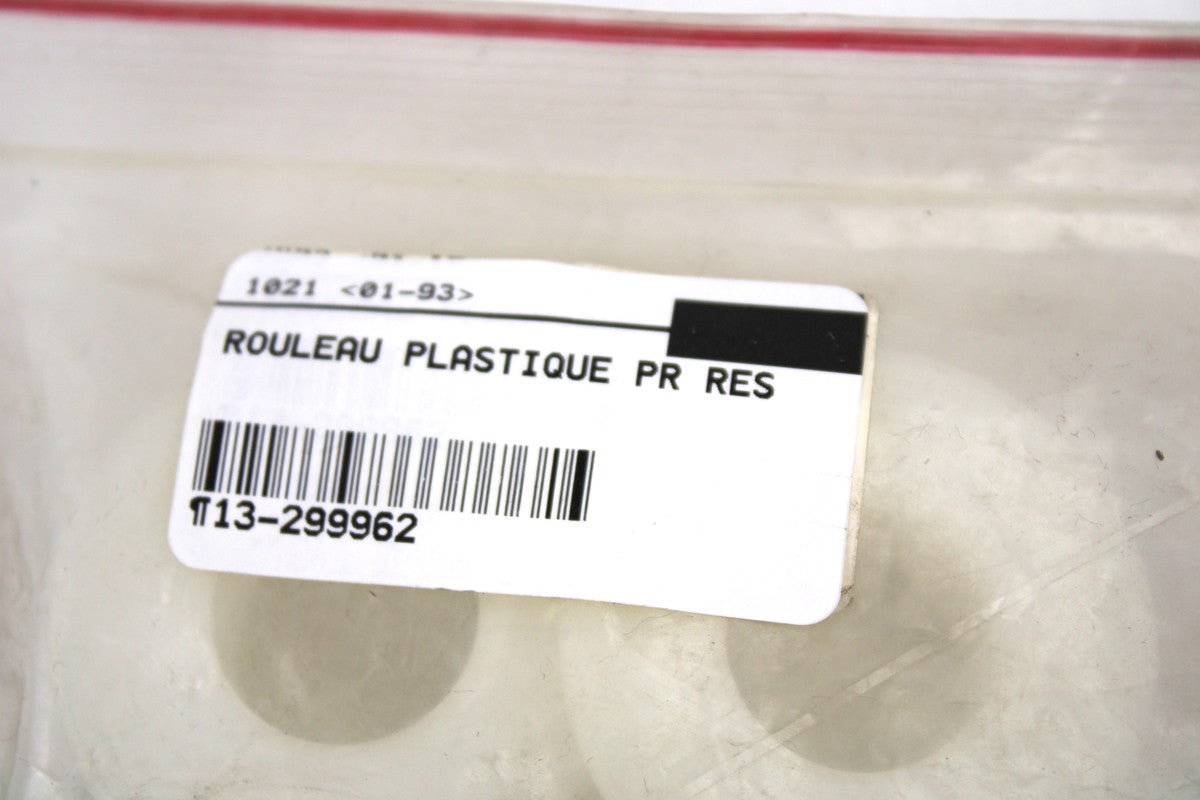 1021 <01-93>
ROULEAU PLASTIQUE PR RES
¶13-299962